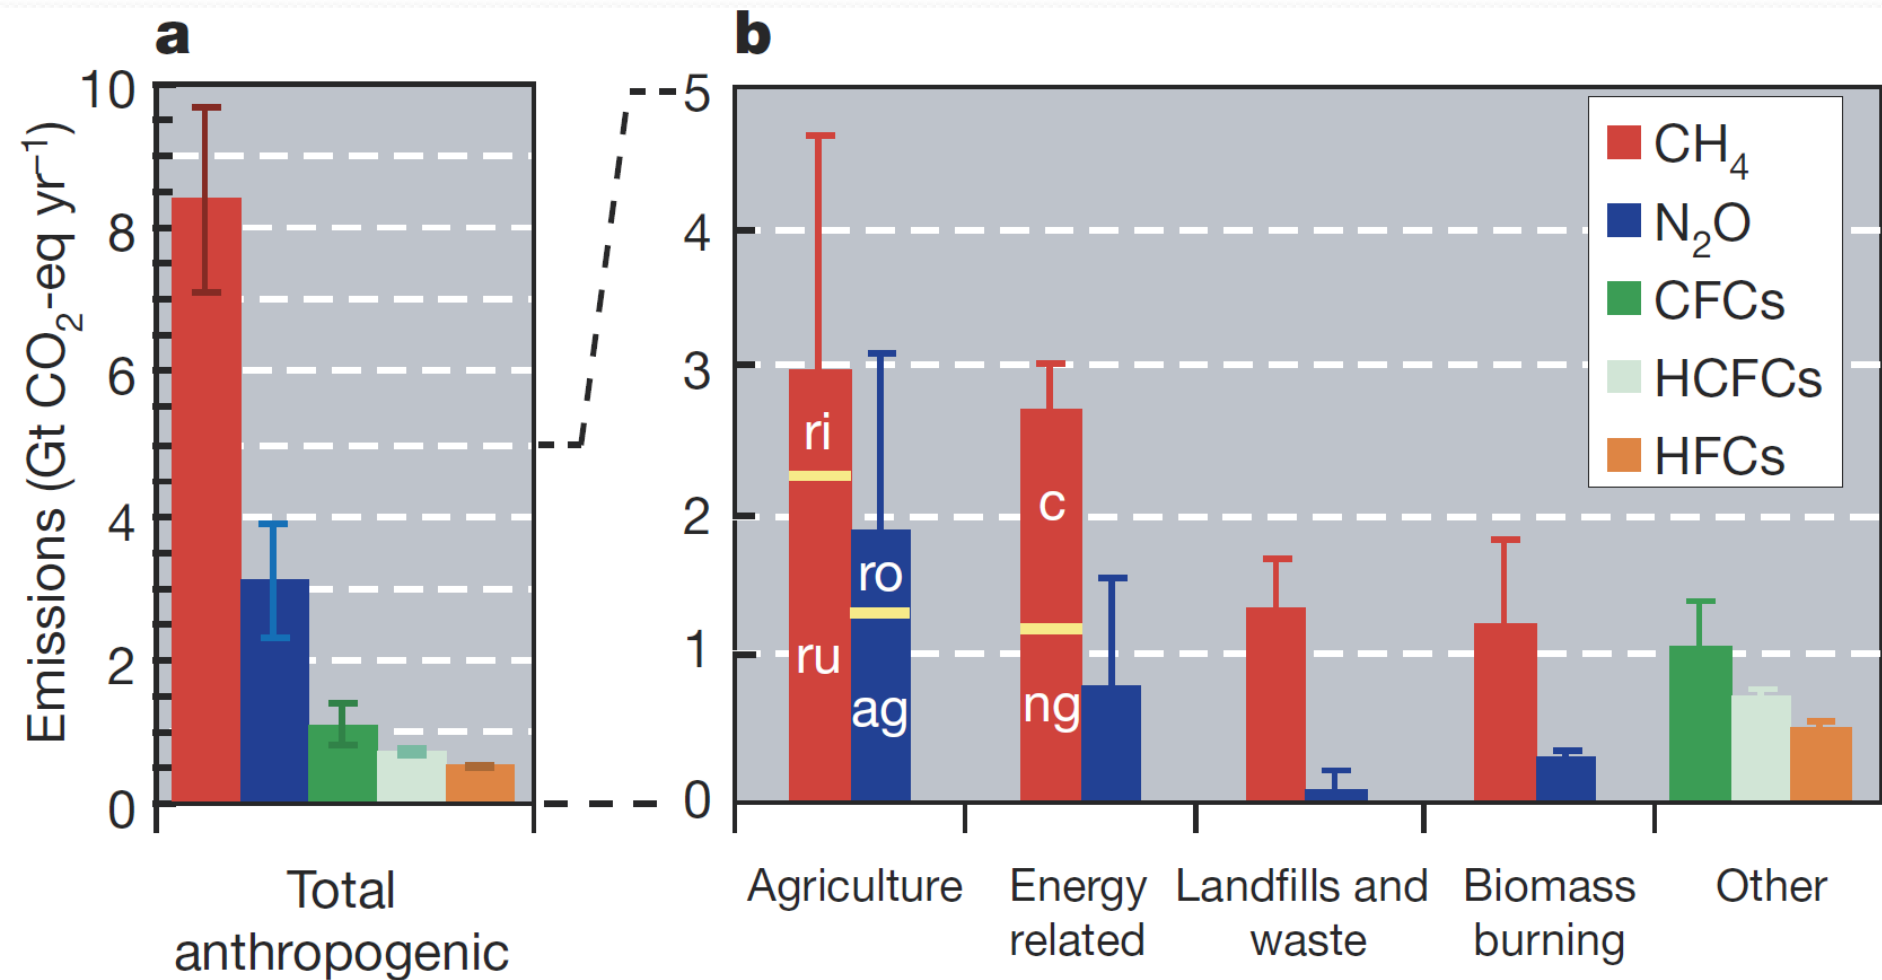 a
b
Emissions (Gt CO₂-eq yr⁻¹)
10
8
6
4
2
0
Total
anthropogenic
5
4
3
2
1
0
ri
ru
ro
ag
c
ng
CH₄
N₂O
CFCs
HCFCs
HFCs
Agriculture
Energy
related
Landfills and
waste
Biomass
burning
Other